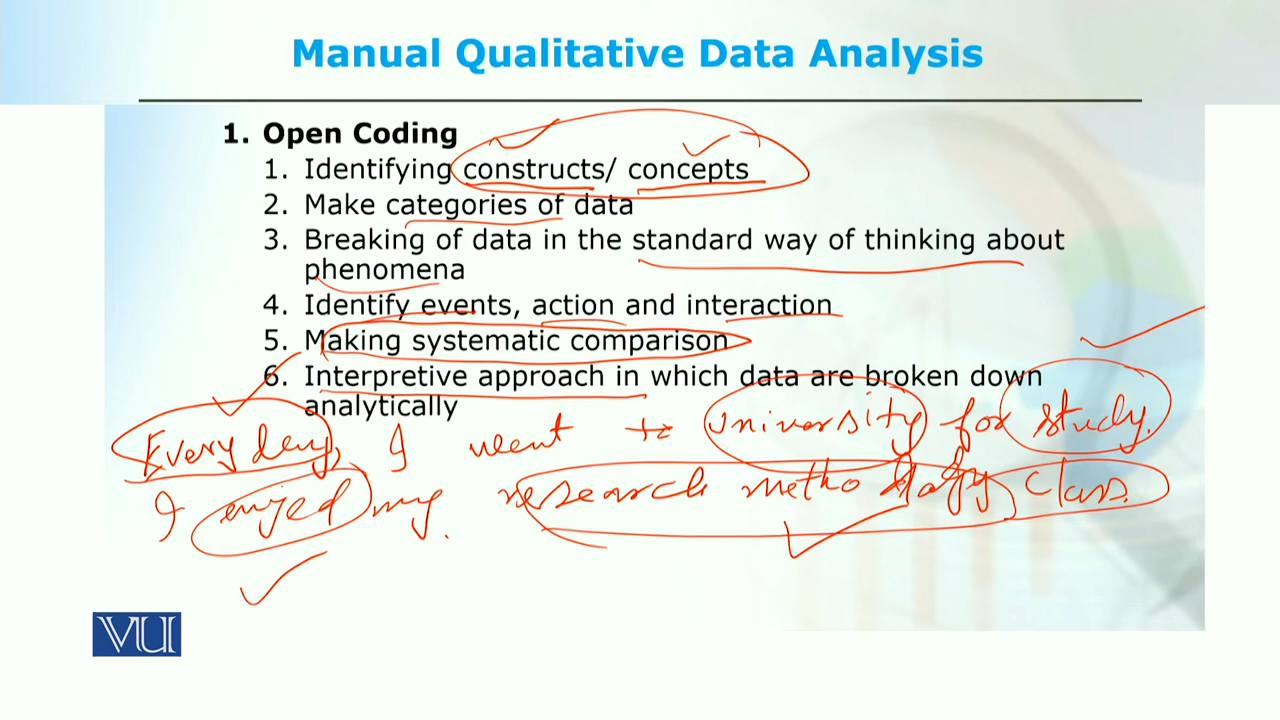 Manual Qualitative Data Analysis
1. Open Coding
1. Identifying constructs/ concepts
2. Make categories of data
3. Breaking of data in the standard way of thinking about
phenomena
4. Identify events, action and interaction
5. Making systematic comparison
6. Interpretive approach in which data are broken down
analytically
Every day, I went to University for study.
I enjed my research methodology class.
VU